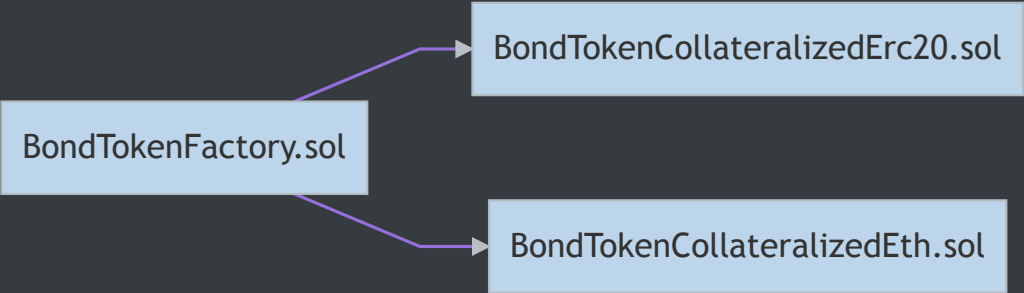 BondTokenCollateralizedErc20.sol
BondTokenFactory.sol
BondTokenCollateralizedEth.sol